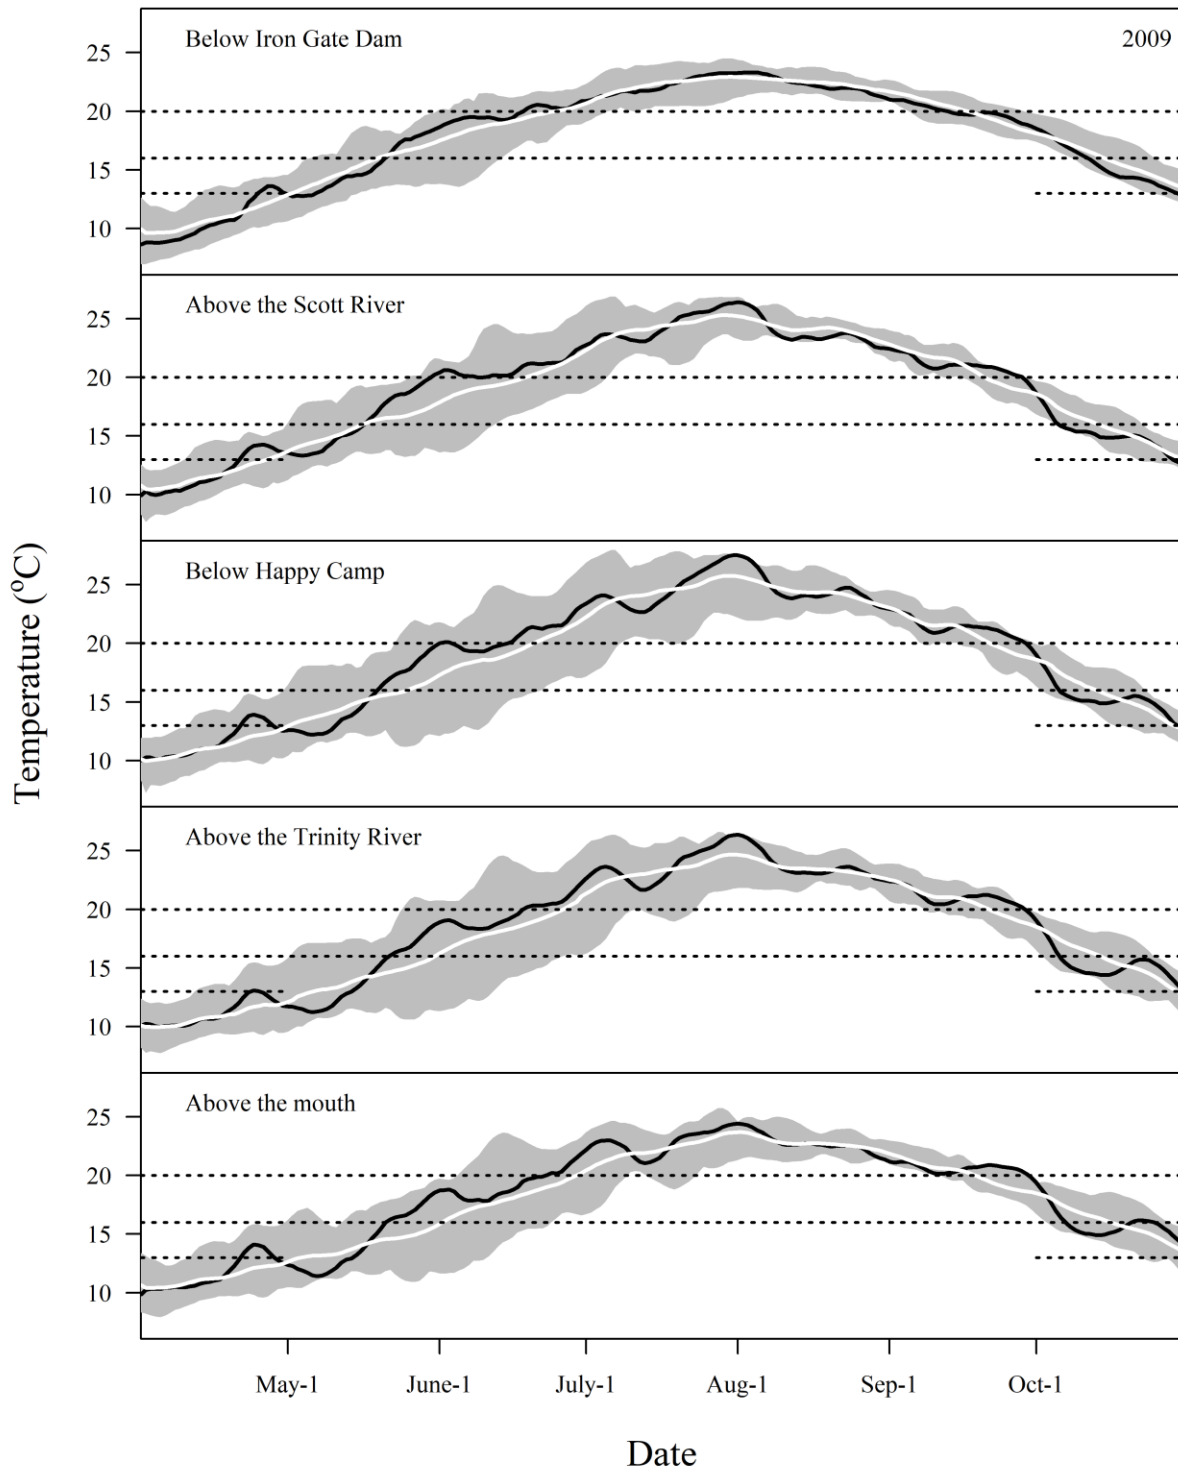 Below Iron Gate Dam 2009
25
20
15
10
Above the Scott River
25
20
15
10
Below Happy Camp
25
20
15
10
Above the Trinity River
25
20
15
10
Above the mouth
25
20
15
10
Temperature (°C)
May-1 June-1 July-1 Aug-1 Sep-1 Oct-1
Date